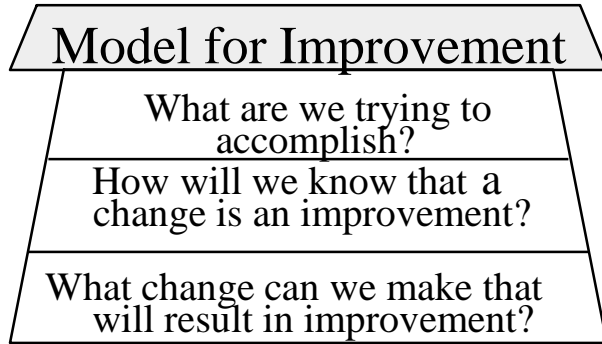 Model for Improvement
What are we trying to
accomplish?
How will we know that a
change is an improvement?
What change can we make that
will result in improvement?